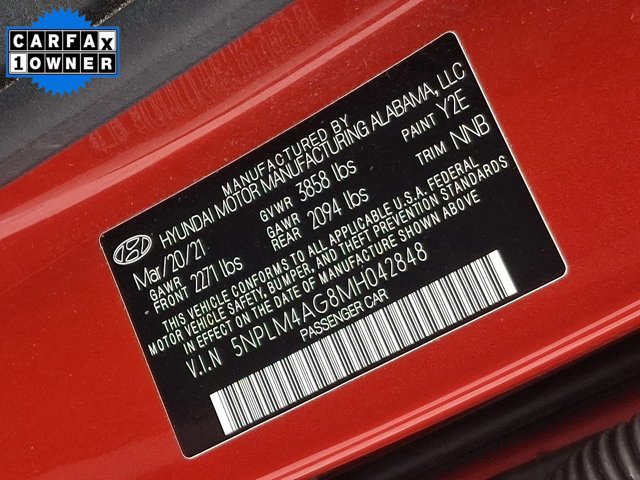 CARFAX
1 OWNER
MANUFACTURED BY
HYUNDAI MOTOR MANUFACTURING ALABAMA, LLC
Mar/20/21 GVWR 3858 lbs PAINT Y2E
GAWR FRONT 2271 lbs GAWR REAR 2094 lbs TRIM NNB
THIS VEHICLE CONFORMS TO ALL APPLICABLE U.S.A. FEDERAL
MOTOR VEHICLE SAFETY, BUMPER, AND THEFT PREVENTION STANDARDS
IN EFFECT ON THE DATE OF MANUFACTURE SHOWN ABOVE
V.I.N 5NPLM4AG8MH042848
PASSENGER CAR